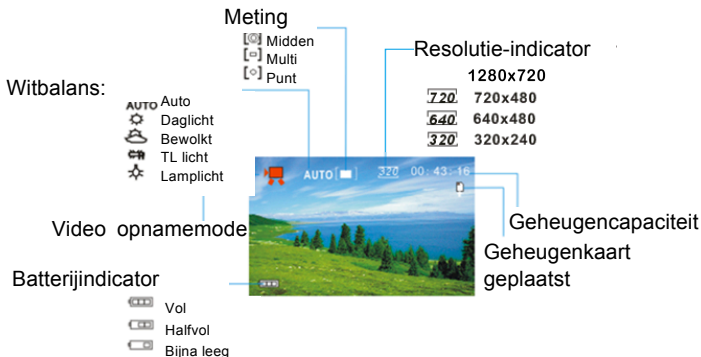 Meting
Midden
Multi
Punt
Resolutie-indicator
1280x720
720 720x480
640 640x480
320 320x240
Witbalans:
AUTO Auto
Daglicht
Bewolkt
TL licht
Lamplicht
AUTO 320 00:43:16
Video opnamemode
Geheugencapaciteit
Geheugenkaart
geplaatst
Batterijindicator
Vol
Halfvol
Bijna leeg